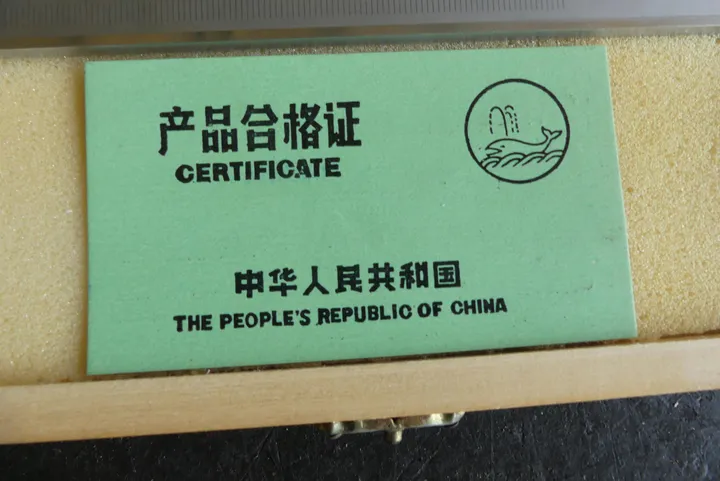 产品合格证
CERTIFICATE
中华人民共和国
THE PEOPLE'S REPUBLIC OF CHINA